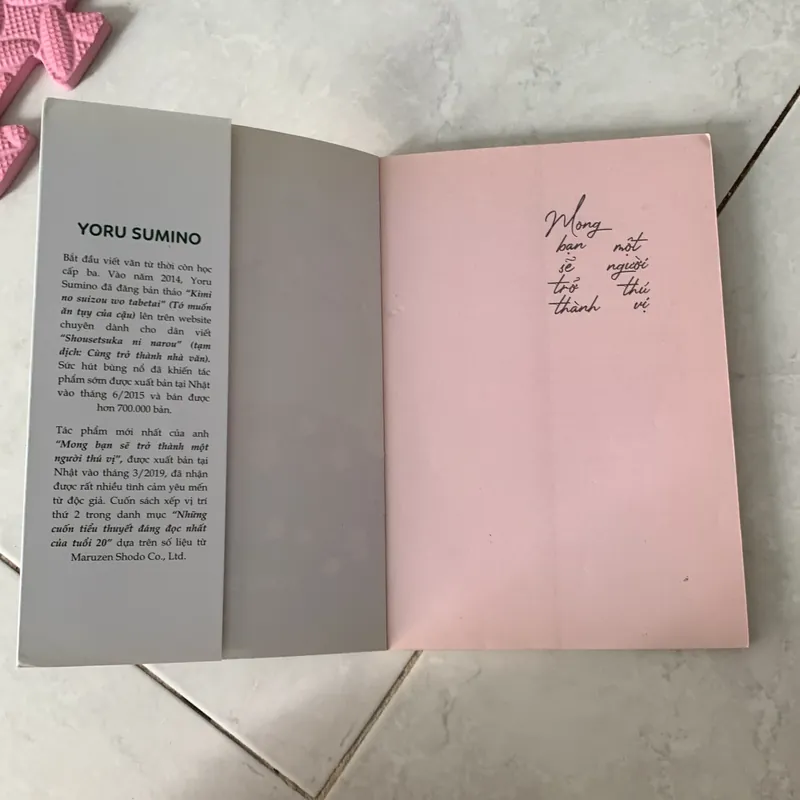 YORU SUMINO
Bắt đầu viết văn từ thời còn học
cấp ba. Vào năm 2014, Yoru
Sumino đã đăng bản thảo "Kimi
no suizou wo tabetai" (Tớ muốn
ăn tụy của cậu) lên trên website
chuyên dành cho dân viết
"Shousetsuka ni narou" (tạm
dịch: Cùng trở thành nhà văn).
Sức hút bùng nổ đã khiến tác
phẩm sớm được xuất bản tại Nhật
vào tháng 6/2015 và bán được
hơn 700.000 bản.
Tác phẩm mới nhất của anh
"Mong bạn sẽ trở thành một
người thú vị", được xuất bản tại
Nhật vào tháng 3/2019, đã nhận
được rất nhiều tình cảm yêu mến
từ độc giả. Cuốn sách xếp vị trí
thứ 2 trong danh mục "Những
cuốn tiểu thuyết đáng đọc nhất
của tuổi 20" dựa trên số liệu từ
Maruzen Shodo Co., Ltd.
Mong
bạn một
sẽ người
trở thú
thành vị